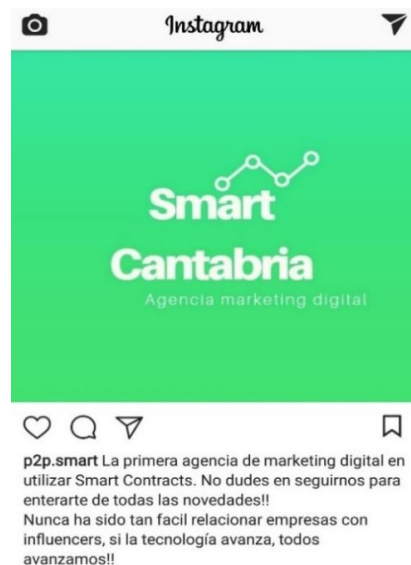 Instagram
Smart
Cantabria
Agencia marketing digital
p2p.smart La primera agencia de marketing digital en
utilizar Smart Contracts. No dudes en seguirnos para
enterarte de todas las novedades!!
Nunca ha sido tan facil relacionar empresas con
influencers, si la tecnología avanza, todos
avanzamos!!